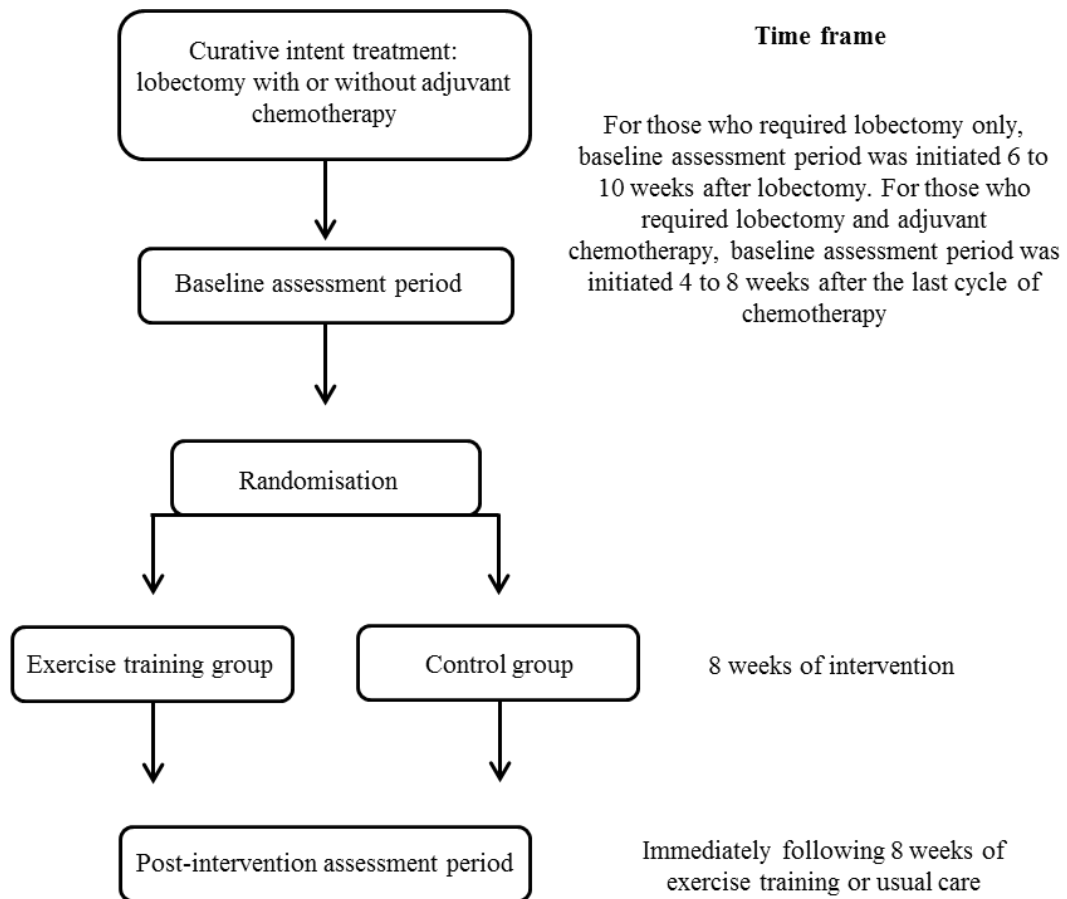 Curative intent treatment:
lobectomy with or without adjuvant
chemotherapy
Time frame
For those who required lobectomy only,
baseline assessment period was initiated 6 to
10 weeks after lobectomy. For those who
required lobectomy and adjuvant
chemotherapy, baseline assessment period was
initiated 4 to 8 weeks after the last cycle of
chemotherapy
Baseline assessment period
Randomisation
Exercise training group
Control group
8 weeks of intervention
Post-intervention assessment period
Immediately following 8 weeks of
exercise training or usual care